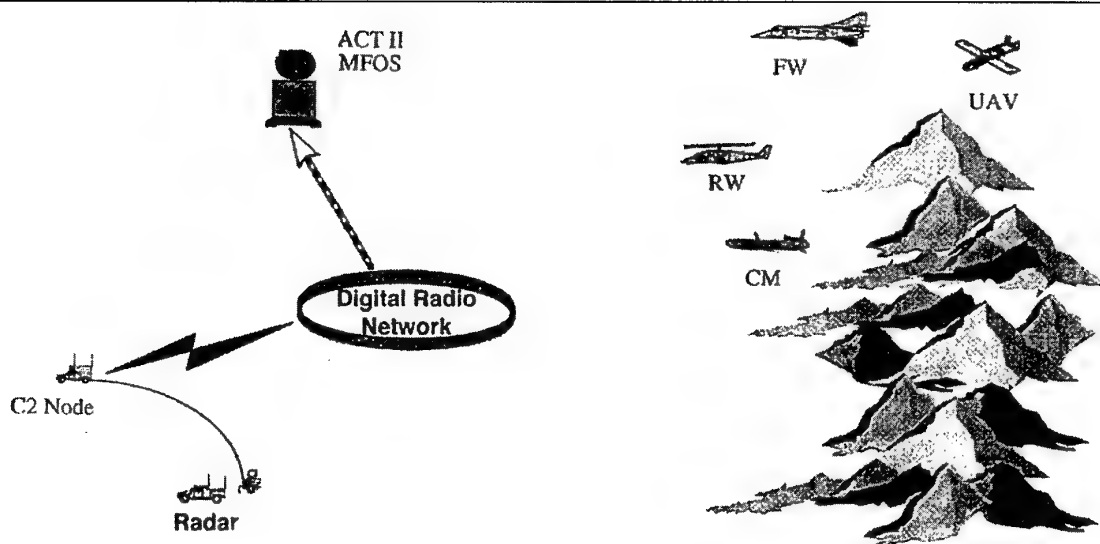 ACT II
MFOS
FW
UAV
RW
CM
Digital Radio
Network
C2 Node
Radar